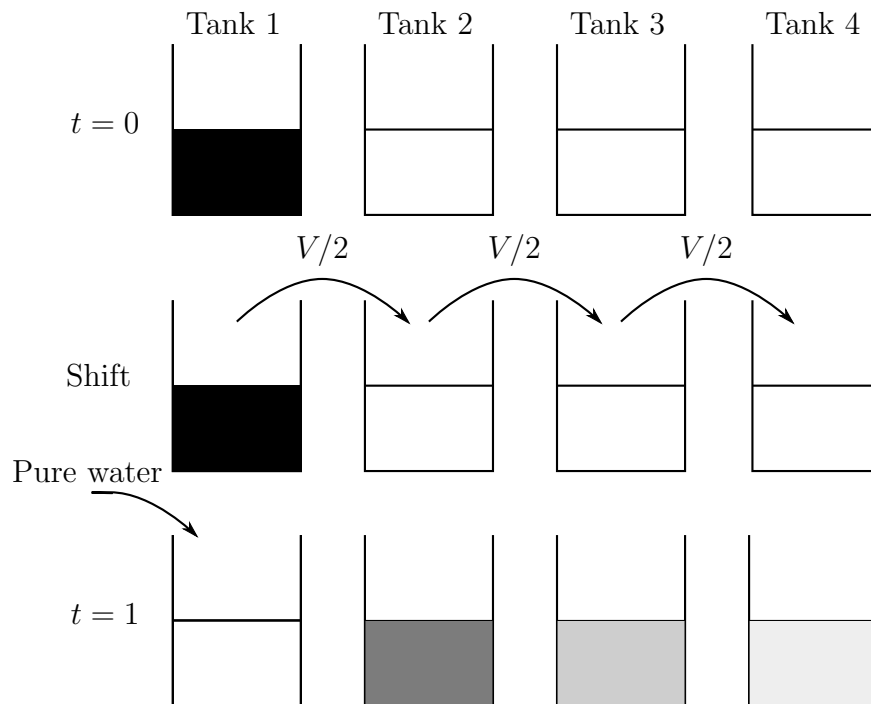 Tank 1 Tank 2 Tank 3 Tank 4
t = 0
V/2 V/2 V/2
Shift
Pure water
t = 1